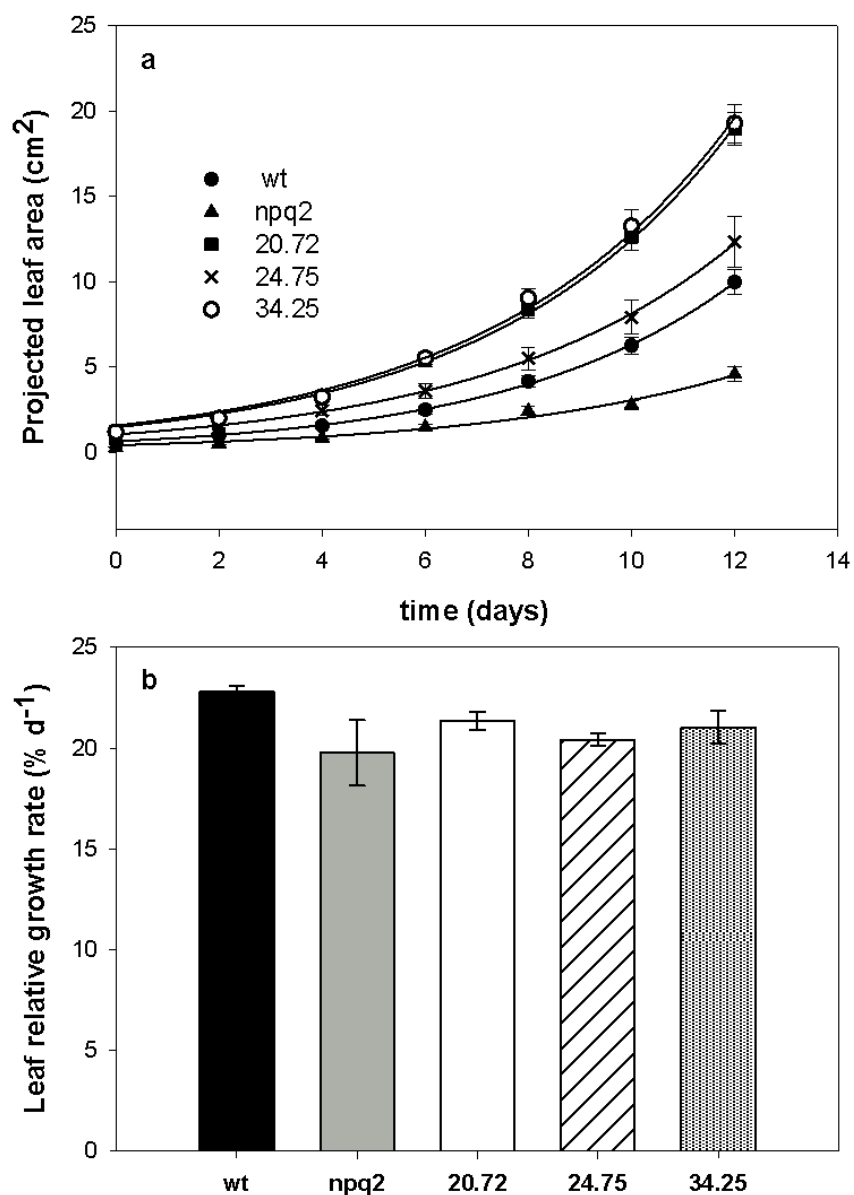 a
25
20
15
10
5
0
Projected leaf area (cm²)
wt
npq2
20.72
24.75
34.25
0 2 4 6 8 10 12 14
time (days)
b
25
20
15
10
5
0
Leaf relative growth rate (% d⁻¹)
wt npq2 20.72 24.75 34.25